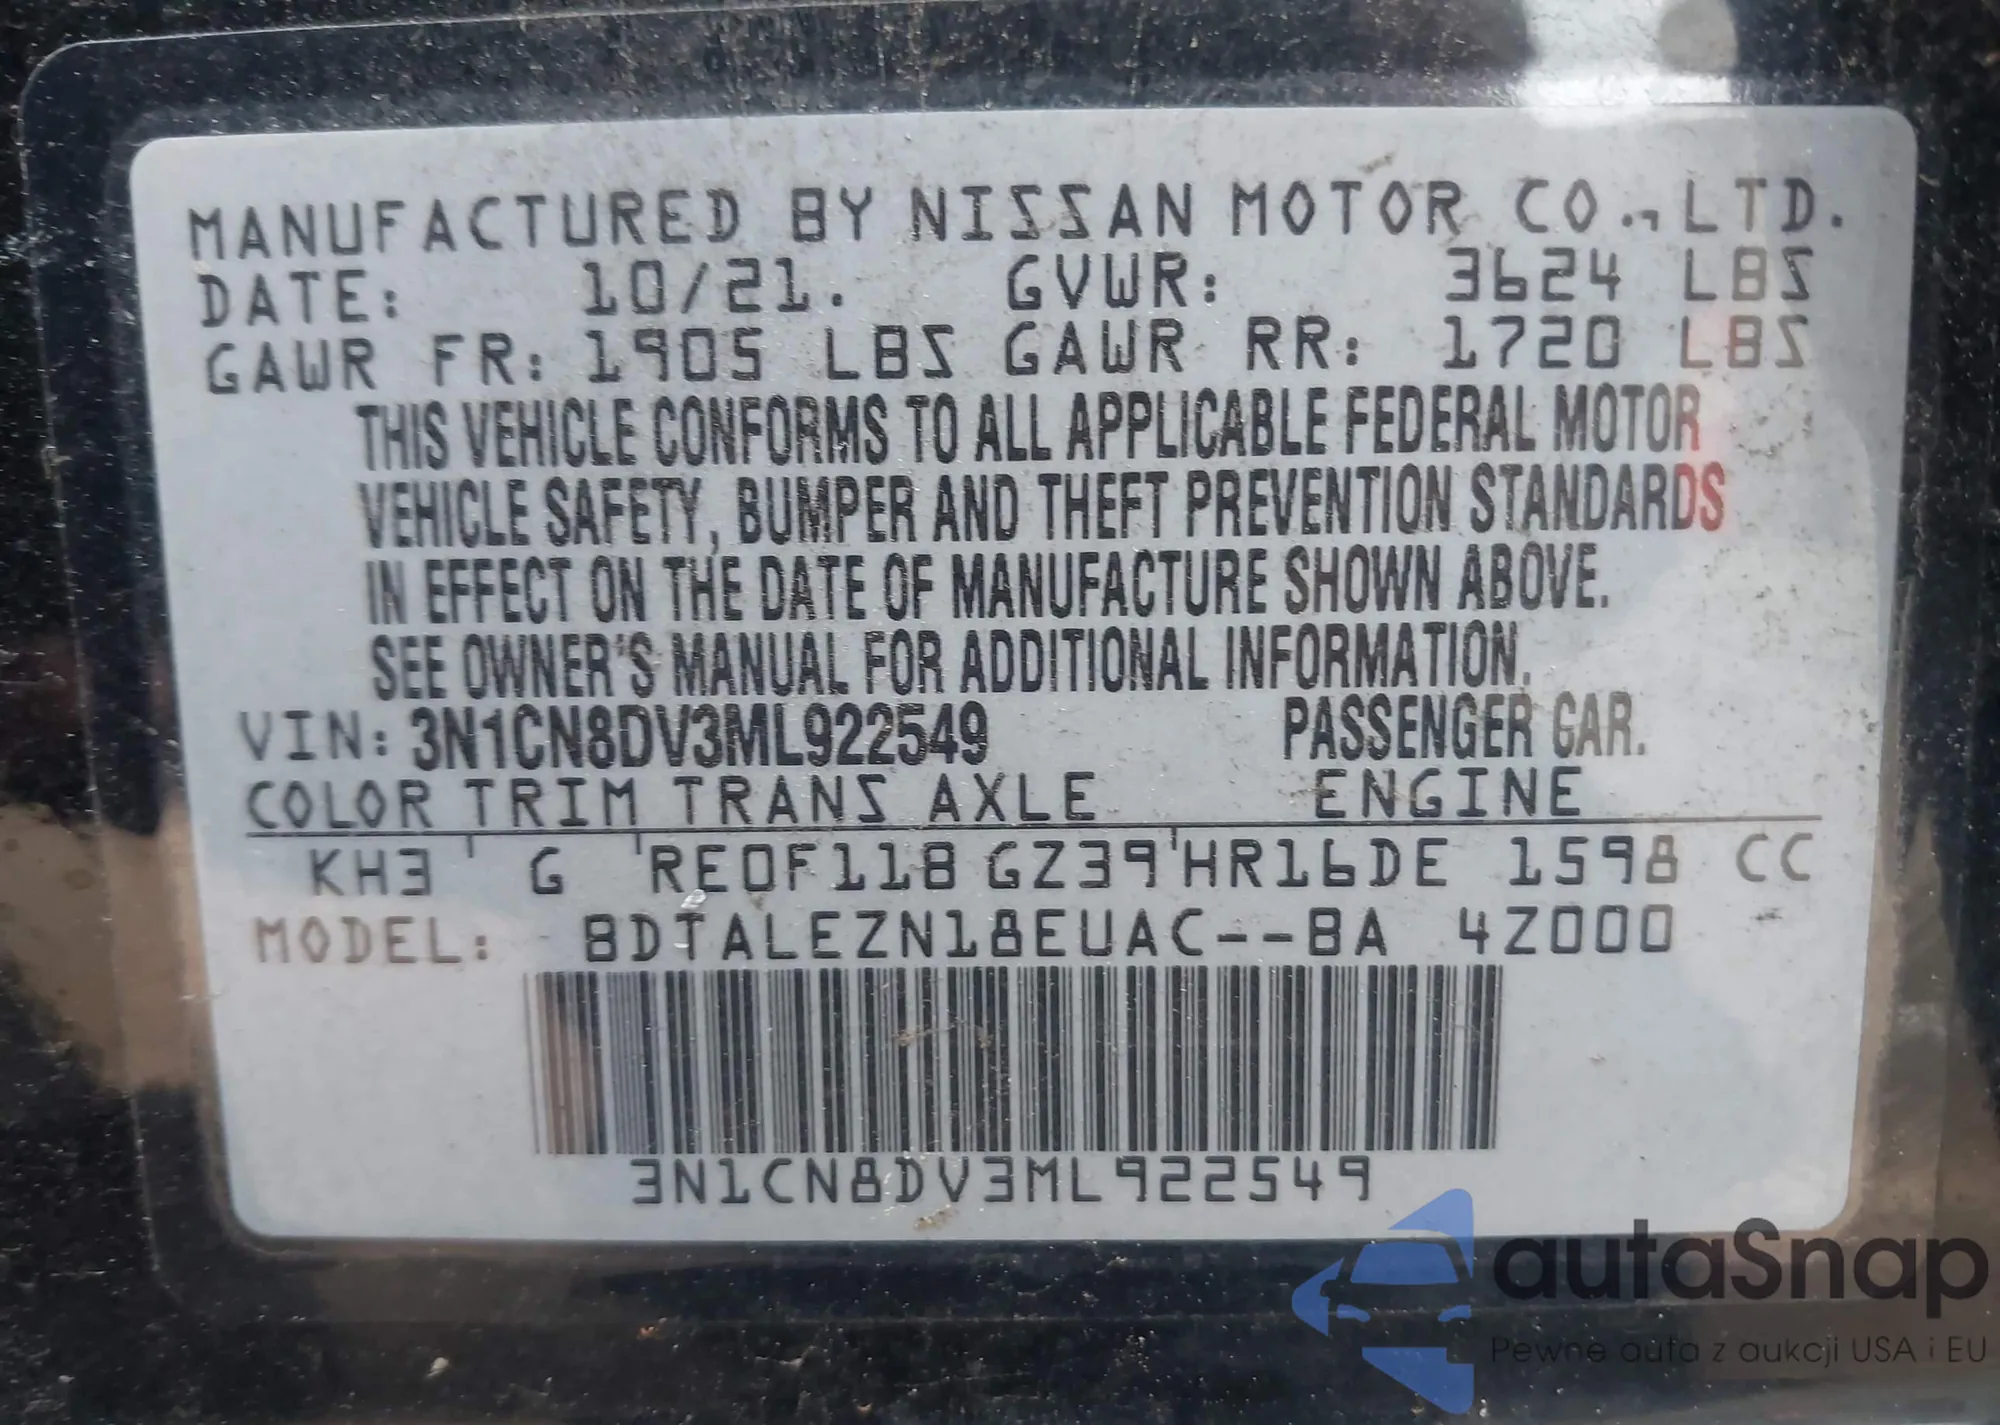 MANUFACTURED BY NISSAN MOTOR CO., LTD.
DATE: 10/21. GVWR: 3624 LBS
GAWR FR: 1905 LBS GAWR RR: 1720 LBS
THIS VEHICLE CONFORMS TO ALL APPLICABLE FEDERAL MOTOR
VEHICLE SAFETY, BUMPER AND THEFT PREVENTION STANDARDS
IN EFFECT ON THE DATE OF MANUFACTURE SHOWN ABOVE.
SEE OWNER'S MANUAL FOR ADDITIONAL INFORMATION.
VIN: 3N1CN8DV3ML922549 PASSENGER CAR.
COLOR TRIM TRANS AXLE ENGINE
KH3 G RE0F11B GZ39 HR16DE 1598 CC
MODEL: BDTALEZN18EUAC--BA 4Z000
3N1CN8DV3ML922549
autaSnap
Pewne auta z aukcji USA i EU